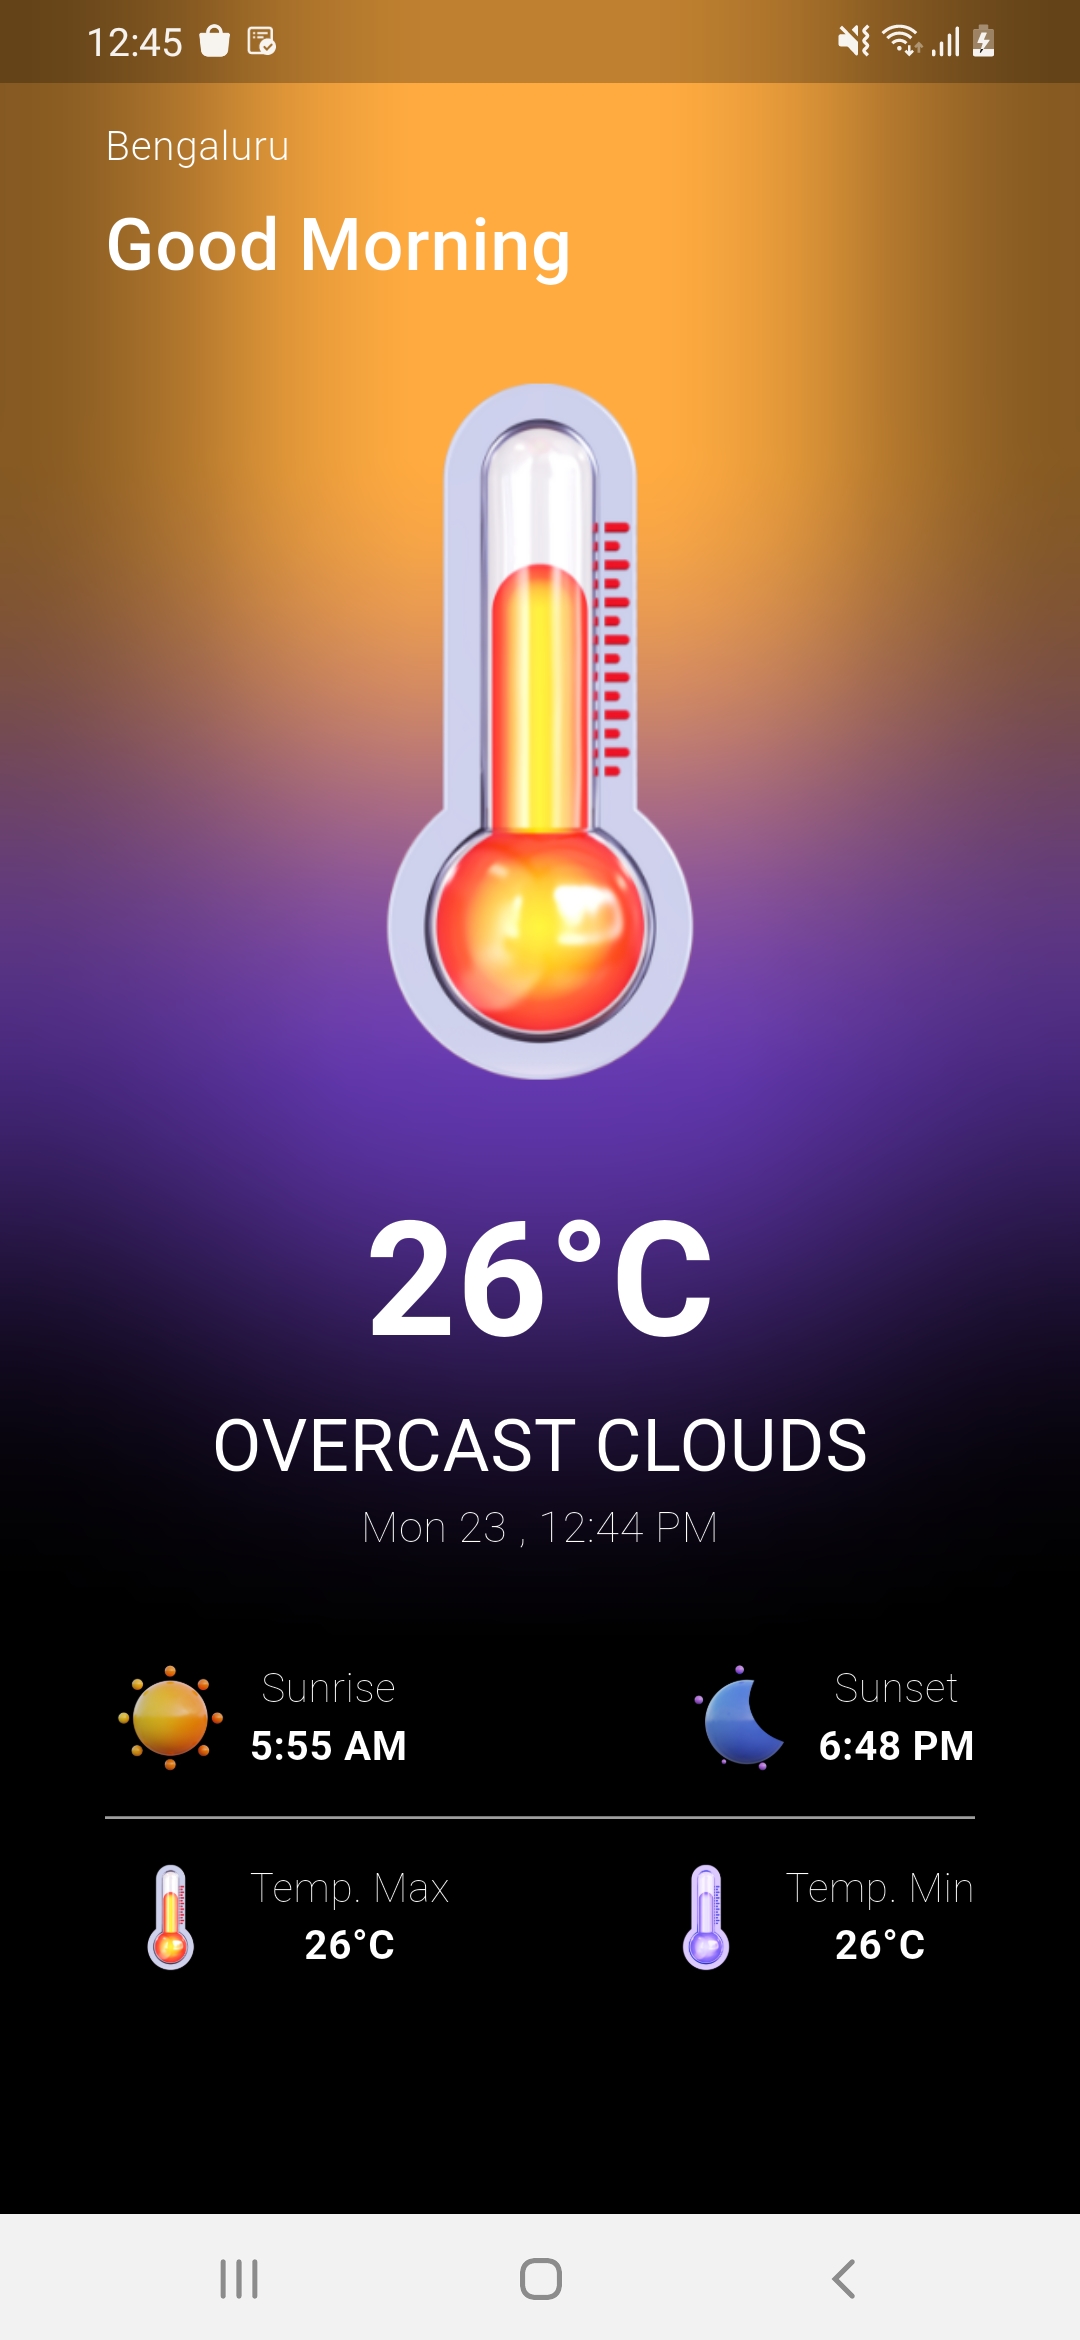 12:45
Bengaluru
Good Morning
26°C
OVERCAST CLOUDS
Mon 23 , 12:44 PM
Sunrise
5:55 AM
Sunset
6:48 PM
Temp. Max
26°C
Temp. Min
26°C